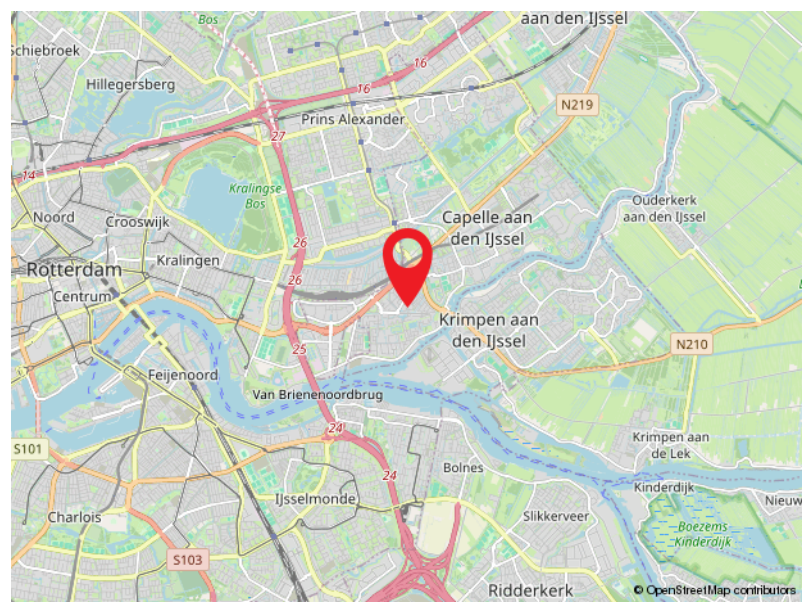 aan den IJssel
Schiebroek
Bos
16
Hillegersberg
16
N219
Prins Alexander
27
14
Kralingse
Bos
Ouderkerk
aan den IJssel
Noord
Crooswijk
Capelle aan
den IJssel
26
Kralingen
Rotterdam
26
Centrum
Krimpen aan
den IJssel
N210
25
Feijenoord
Van Brienenoordbrug
24
S101
Krimpen aan
de Lek
24
Bolnes
Kinderdijk
IJsselmonde
Nieuw
Charlois
Slikkerveer
Boezems
Kinderdijk
S103
Ridderkerk
© OpenStreetMap contributors